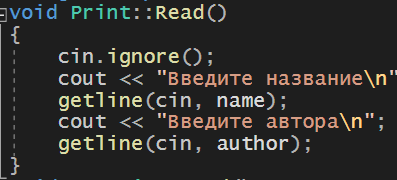 void Print::Read()
{
cin.ignore();
cout << "Введите название\n"
getline(cin, name);
cout << "Введите автора\n";
getline(cin, author);
}